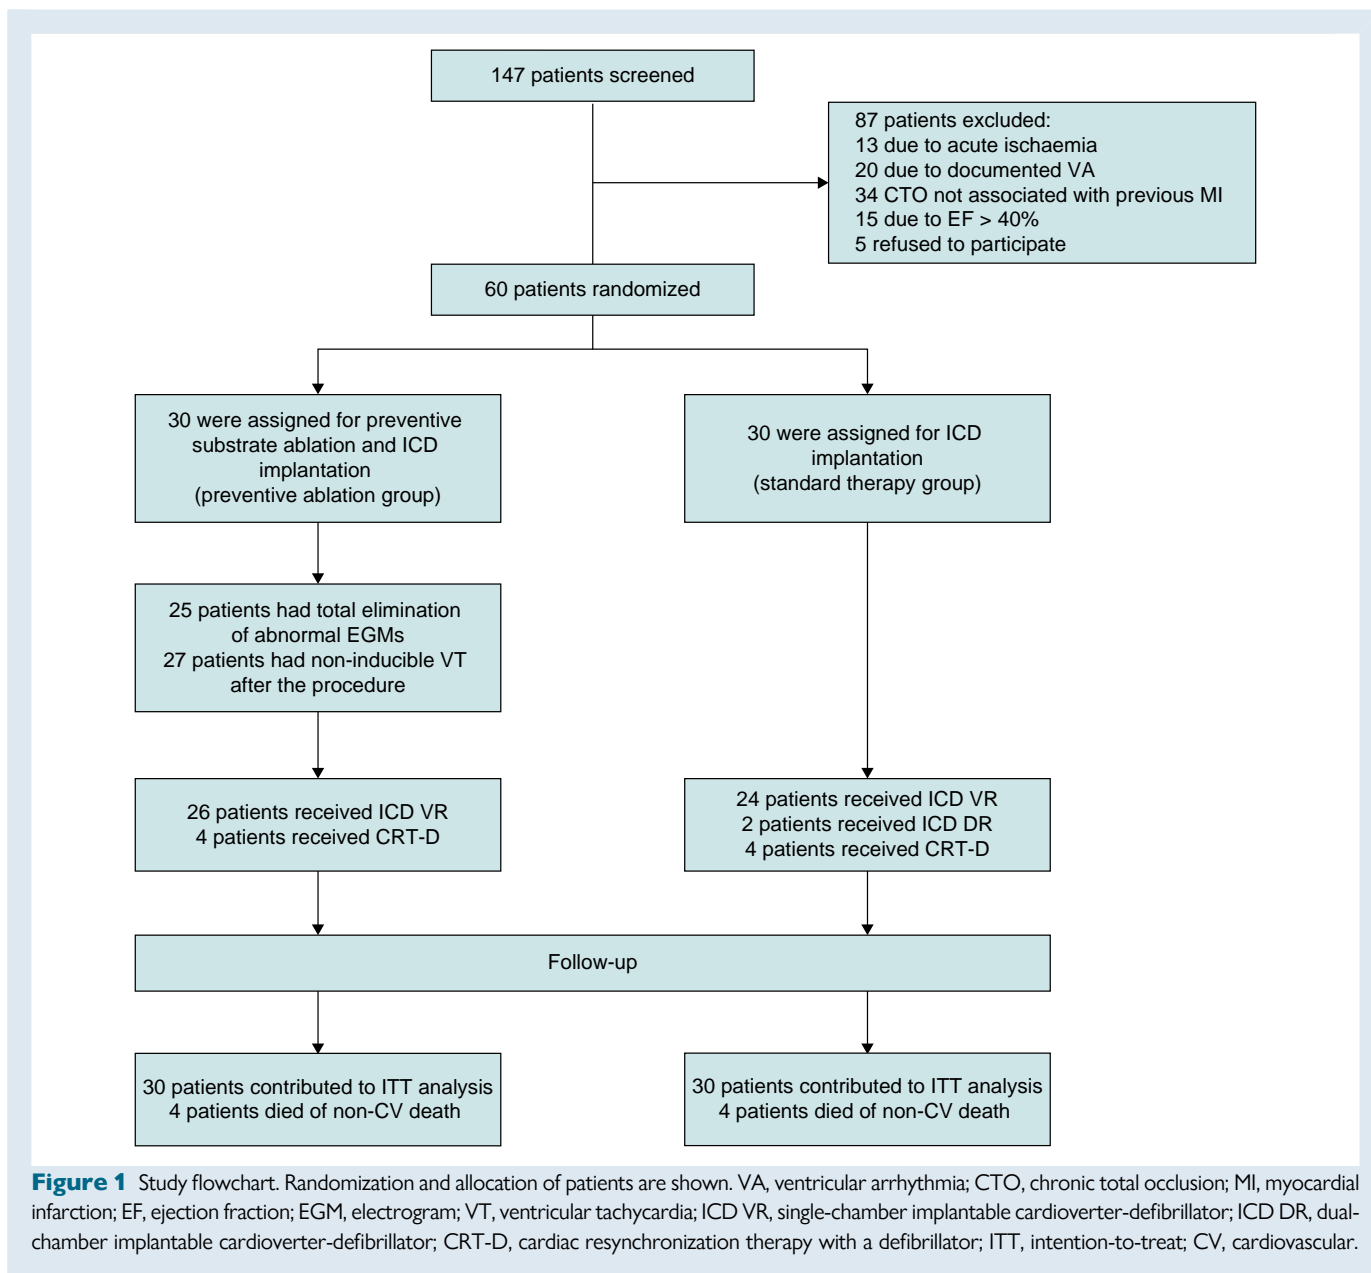 147 patients screened
87 patients excluded:
13 due to acute ischaemia
20 due to documented VA
34 CTO not associated with previous MI
15 due to EF > 40%
5 refused to participate
60 patients randomized
30 were assigned for preventive
substrate ablation and ICD
implantation
(preventive ablation group)
30 were assigned for ICD
implantation
(standard therapy group)
25 patients had total elimination
of abnormal EGMs
27 patients had non-inducible VT
after the procedure
26 patients received ICD VR
4 patients received CRT-D
24 patients received ICD VR
2 patients received ICD DR
4 patients received CRT-D
Follow-up
30 patients contributed to ITT analysis
4 patients died of non-CV death
30 patients contributed to ITT analysis
4 patients died of non-CV death
Figure 1 Study flowchart. Randomization and allocation of patients are shown. VA, ventricular arrhythmia; CTO, chronic total occlusion; MI, myocardial
infarction; EF, ejection fraction; EGM, electrogram; VT, ventricular tachycardia; ICD VR, single-chamber implantable cardioverter-defibrillator; ICD DR, dual-
chamber implantable cardioverter-defibrillator; CRT-D, cardiac resynchronization therapy with a defibrillator; ITT, intention-to-treat; CV, cardiovascular.